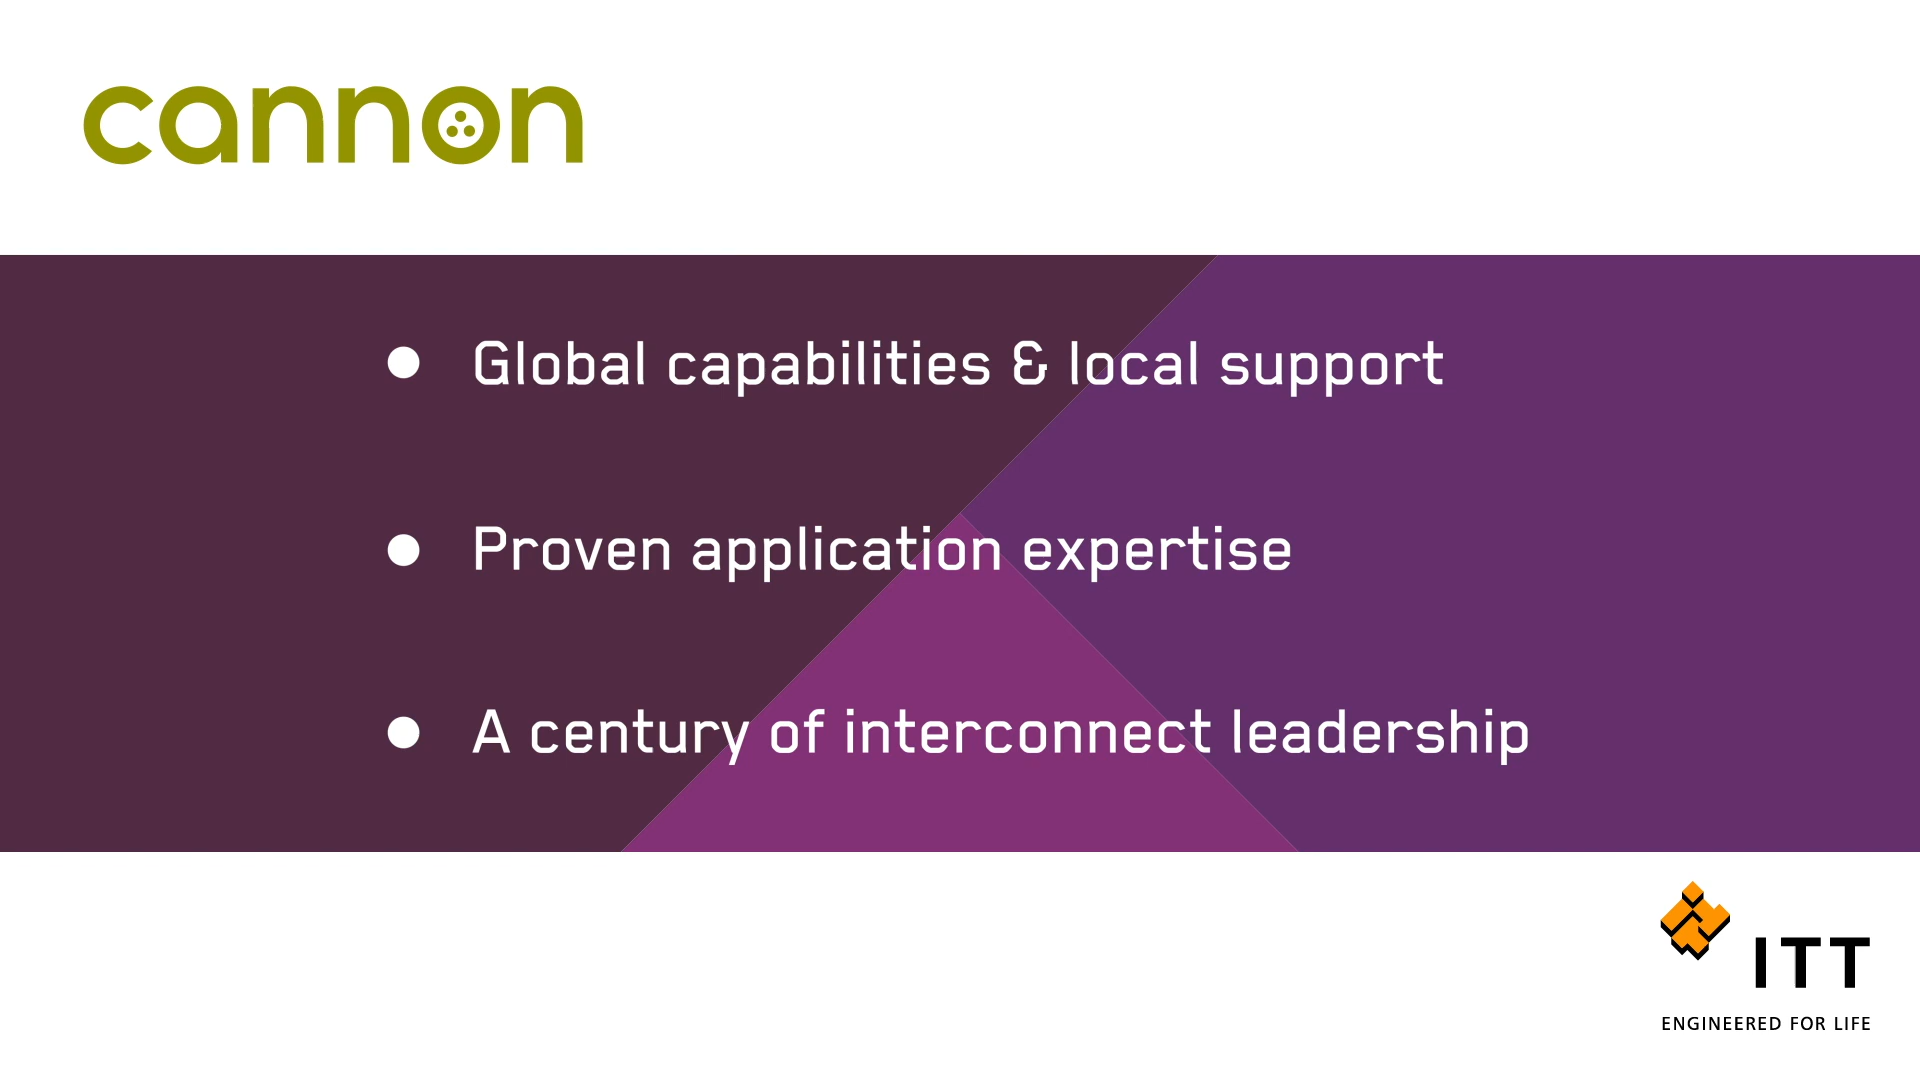 cannon
● Global capabilities & local support
● Proven application expertise
● A century of interconnect leadership
ITT
ENGINEERED FOR LIFE